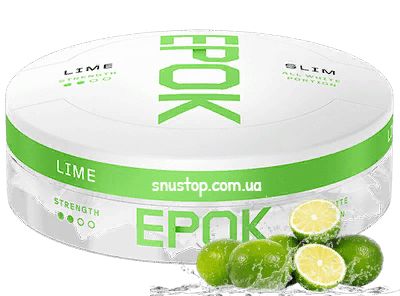 LIME
STRENGTH
EPOK
SLIM
ALL WHITE
PORTION
LIME
snustop.com.ua
STRENGTH
EPOK